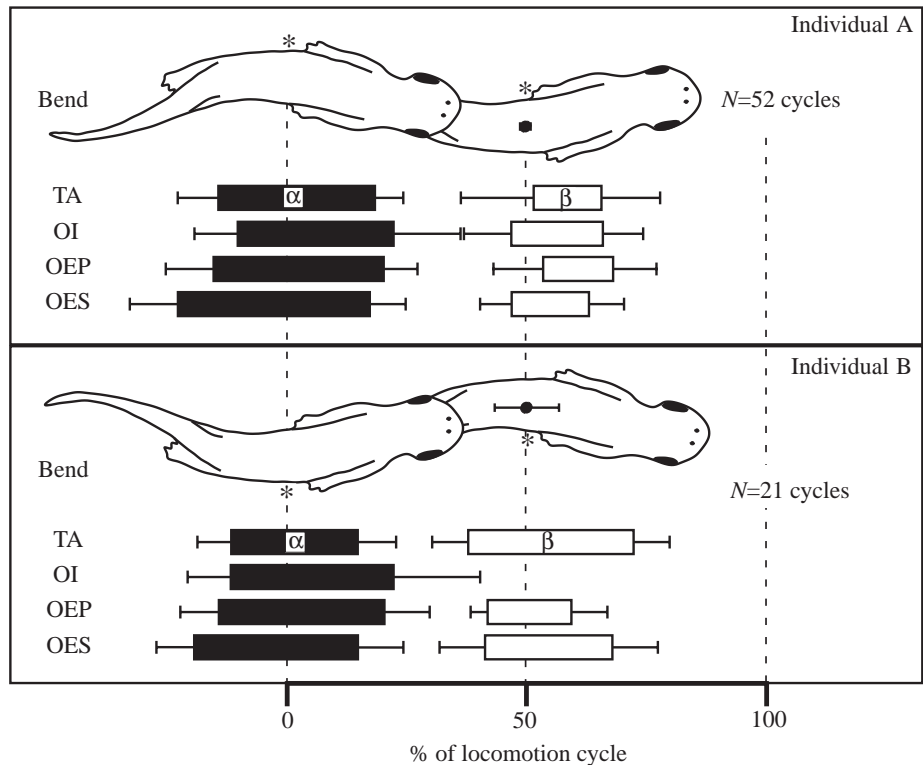 Individual A
*
*
Bend
N=52 cycles
TA
α
β
OI
OEP
OES
Individual B
Bend
*
*
N=21 cycles
TA
α
β
OI
OEP
OES
0
50
100
% of locomotion cycle